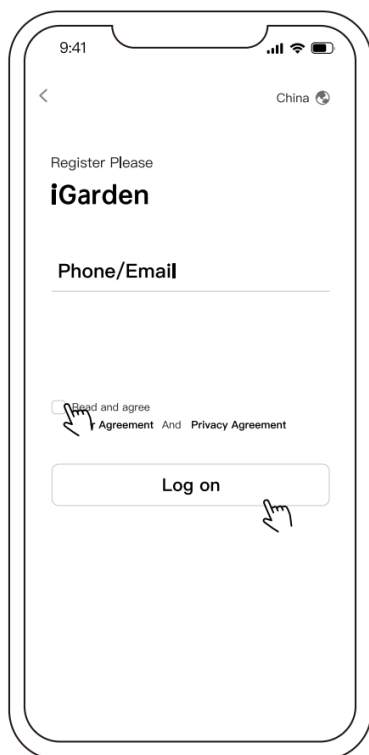 9:41
China
Register Please
iGarden
Phone/Email
Read and agree
Agreement And Privacy Agreement
Log on